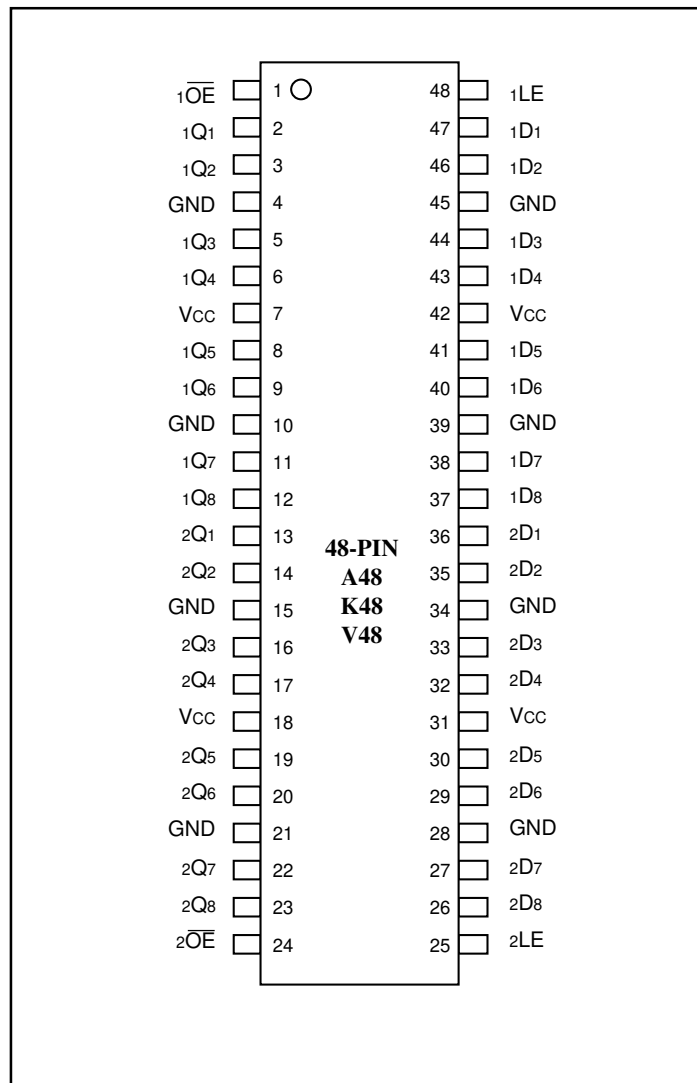 1O̅E̅ 1 48 1LE
1Q1 2 47 1D1
1Q2 3 46 1D2
GND 4 45 GND
1Q3 5 44 1D3
1Q4 6 43 1D4
VCC 7 42 VCC
1Q5 8 41 1D5
1Q6 9 40 1D6
GND 10 39 GND
1Q7 11 38 1D7
1Q8 12 37 1D8
2Q1 13 36 2D1
48-PIN
2Q2 14 35 2D2
A48
GND 15 34 GND
K48
2Q3 16 33 2D3
V48
2Q4 17 32 2D4
VCC 18 31 VCC
2Q5 19 30 2D5
2Q6 20 29 2D6
GND 21 28 GND
2Q7 22 27 2D7
2Q8 23 26 2D8
2O̅E̅ 24 25 2LE